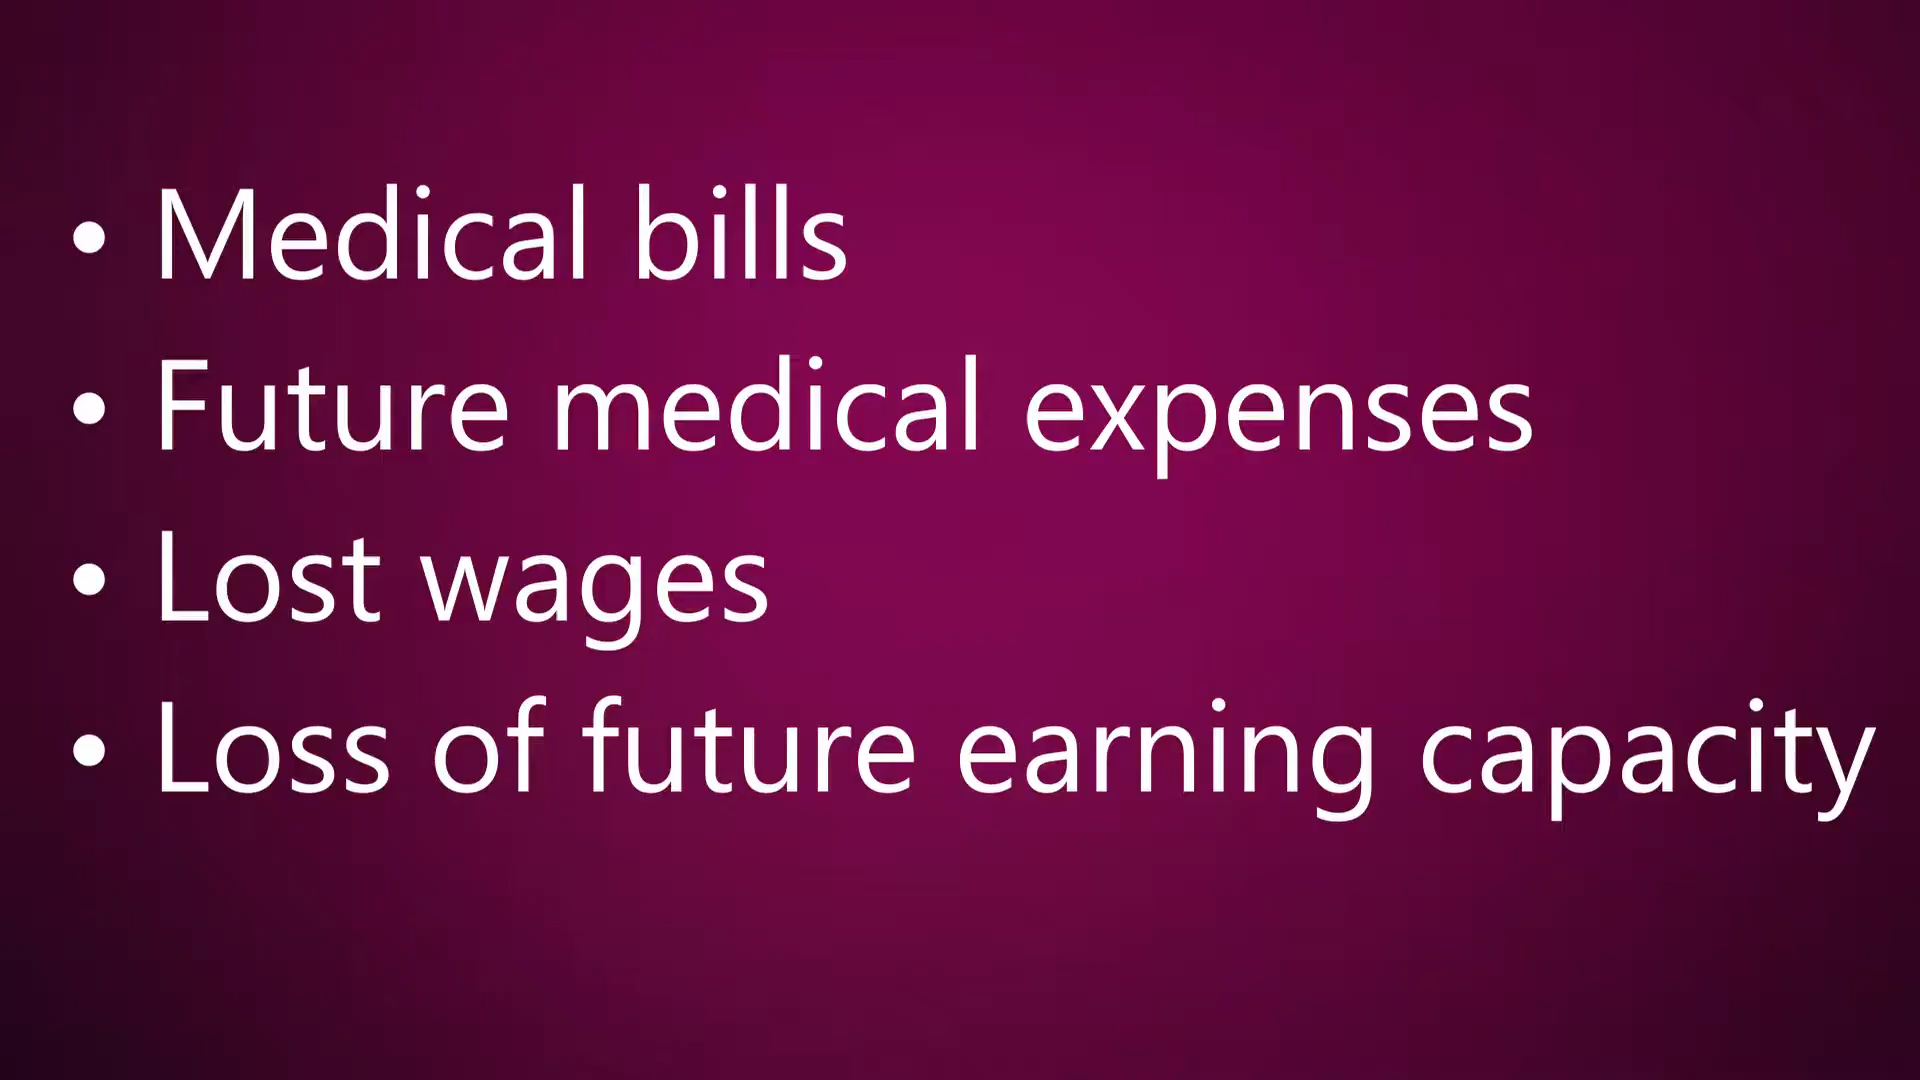 • Medical bills
• Future medical expenses
• Lost wages
• Loss of future earning capacity